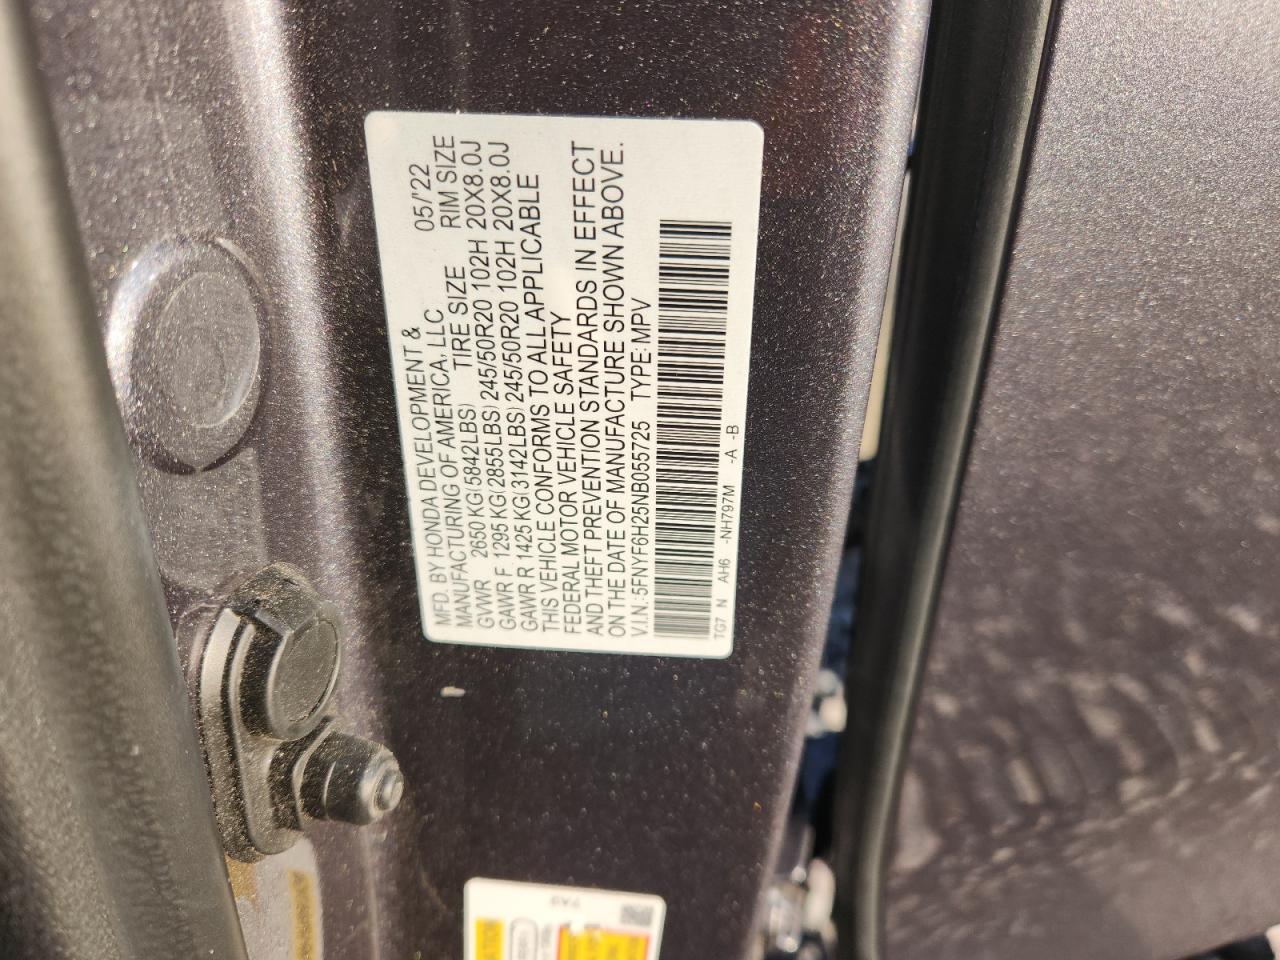 MFD. BY HONDA DEVELOPMENT &
MANUFACTURING OF AMERICA, LLC 05/'22
GVWR 2650 KG(5842LBS) TIRE SIZE RIM SIZE
GAWR F 1295 KG(2855LBS) 245/50R20 102H 20X8.0J
GAWR R 1425 KG(3142LBS) 245/50R20 102H 20X8.0J
THIS VEHICLE CONFORMS TO ALL APPLICABLE
FEDERAL MOTOR VEHICLE SAFETY
AND THEFT PREVENTION STANDARDS IN EFFECT
ON THE DATE OF MANUFACTURE SHOWN ABOVE.
V.I.N.: 5FNYF6H25NB055725 TYPE: MPV
TG7 N AH6 -NH797M -A -B